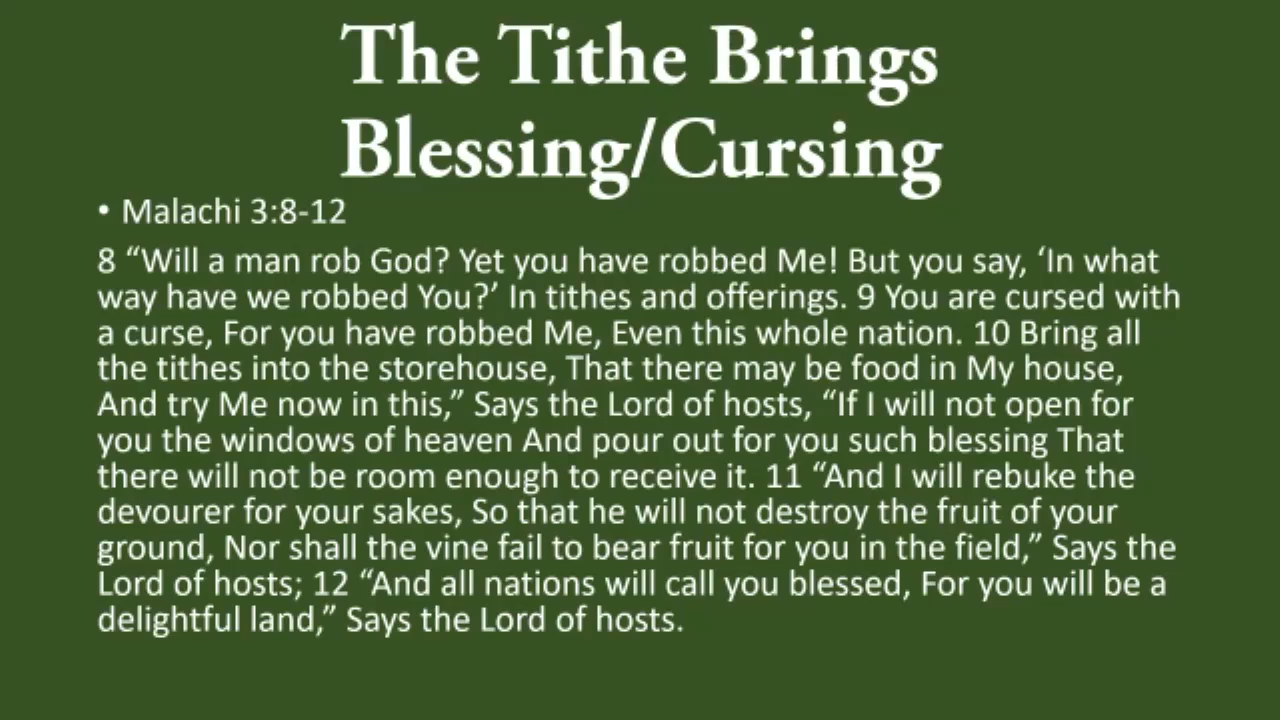 The Tithe Brings
Blessing/Cursing
• Malachi 3:8-12
8 “Will a man rob God? Yet you have robbed Me! But you say, ‘In what
way have we robbed You?’ In tithes and offerings. 9 You are cursed with
a curse, For you have robbed Me, Even this whole nation. 10 Bring all
the tithes into the storehouse, That there may be food in My house,
And try Me now in this,” Says the Lord of hosts, “If I will not open for
you the windows of heaven And pour out for you such blessing That
there will not be room enough to receive it. 11 “And I will rebuke the
devourer for your sakes, So that he will not destroy the fruit of your
ground, Nor shall the vine fail to bear fruit for you in the field,” Says the
Lord of hosts; 12 “And all nations will call you blessed, For you will be a
delightful land,” Says the Lord of hosts.